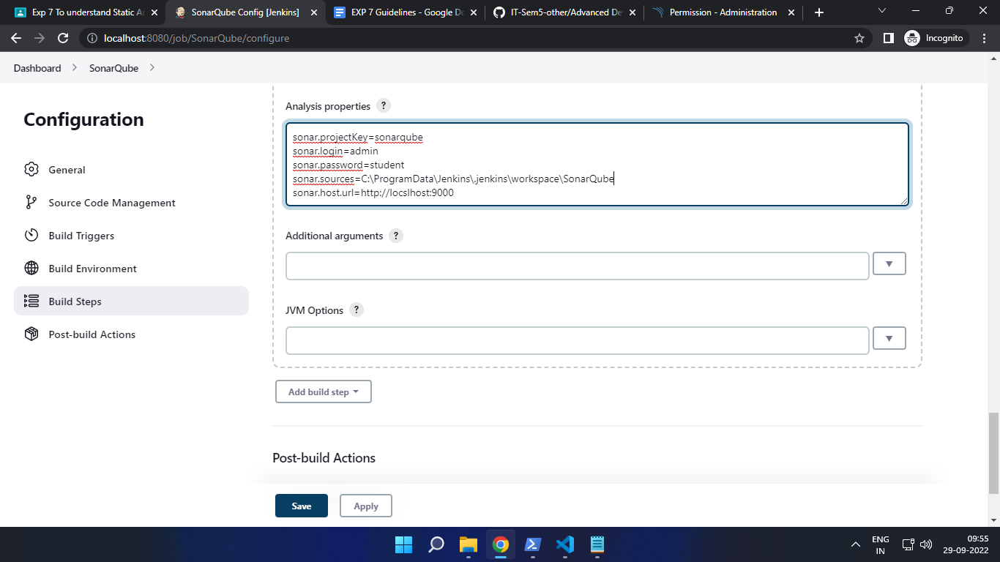 Exp 7 To understand Static A
SonarQube Config [Jenkins]
EXP 7 Guidelines - Google Do
IT-Sem5-other/Advanced De
Permission - Administration
localhost:8080/job/SonarQube/configure
Incognito
Dashboard
SonarQube
Configuration
General
Source Code Management
Build Triggers
Build Environment
Build Steps
Post-build Actions
Analysis properties ?
sonar.projectKey=sonarqube
sonar.login=admin
sonar.password=student
sonar.sources=C:\ProgramData\Jenkins\.jenkins\workspace\SonarQube
sonar.host.url=http://locslhost:9000
Additional arguments ?
JVM Options ?
Add build step
Post-build Actions
Save
Apply
ENG
IN
09:55
29-09-2022